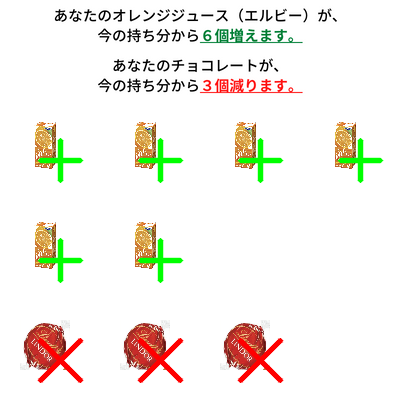 あなたのオレンジジュース（エルビー）が、
今の持ち分から６個増えます。
あなたのチョコレートが、
今の持ち分から３個減ります。
LINDOR
LINDOR
LINDOR